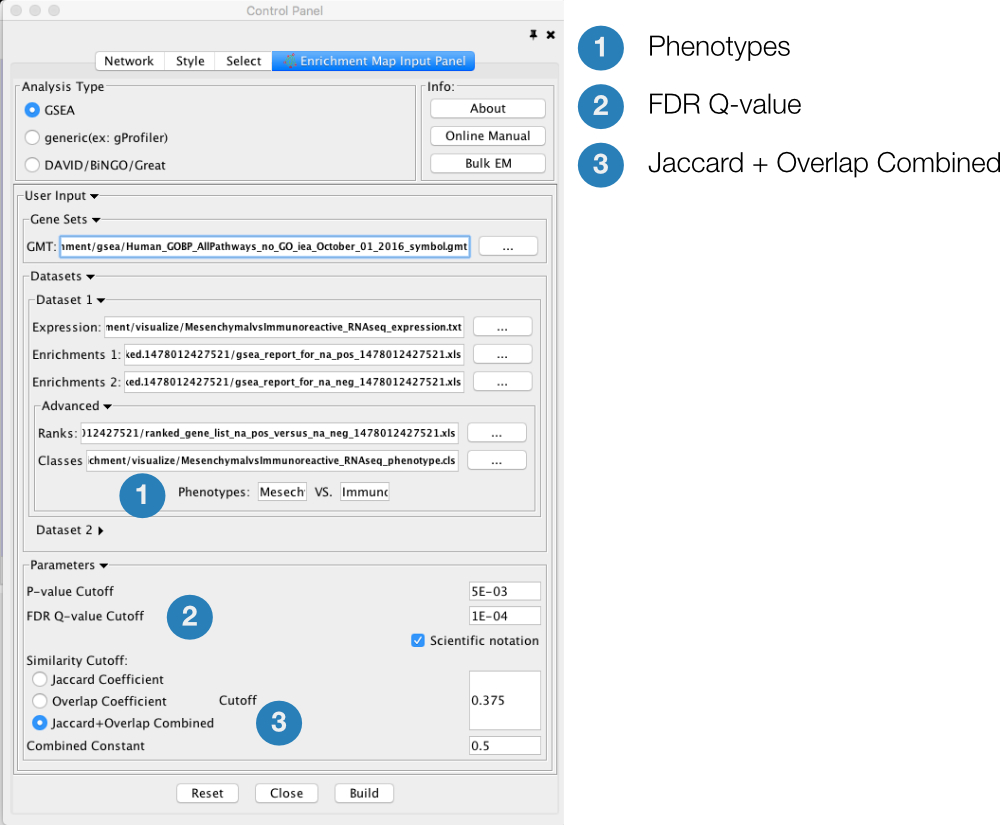 Control Panel
Network Style Select Enrichment Map Input Panel
Analysis Type
GSEA
generic(ex: gProfiler)
DAVID/BiNGO/Great
Info:
About
Online Manual
Bulk EM
User Input
Gene Sets
GMT: ment/gsea/Human_GOBP_AllPathways_no_GO_iea_October_01_2016_symbol.gmt ...
Datasets
Dataset 1
Expression: ment/visualize/MesenchymalvsImmunoreactive_RNAseq_expression.txt ...
Enrichments 1: ked.1478012427521/gsea_report_for_na_pos_1478012427521.xls ...
Enrichments 2: ked.1478012427521/gsea_report_for_na_neg_1478012427521.xls ...
Advanced
Ranks: 012427521/ranked_gene_list_na_pos_versus_na_neg_1478012427521.xls ...
Classes chment/visualize/MesenchymalvsImmunoreactive_RNAseq_phenotype.cls ...
1 Phenotypes: Mesech VS. Immuno
Dataset 2
Parameters
P-value Cutoff 5E-03
FDR Q-value Cutoff 2 1E-04
Scientific notation
Similarity Cutoff:
Jaccard Coefficient
Overlap Coefficient Cutoff 0.375
Jaccard+Overlap Combined 3
Combined Constant 0.5
Reset Close Build
1 Phenotypes
2 FDR Q-value
3 Jaccard + Overlap Combined